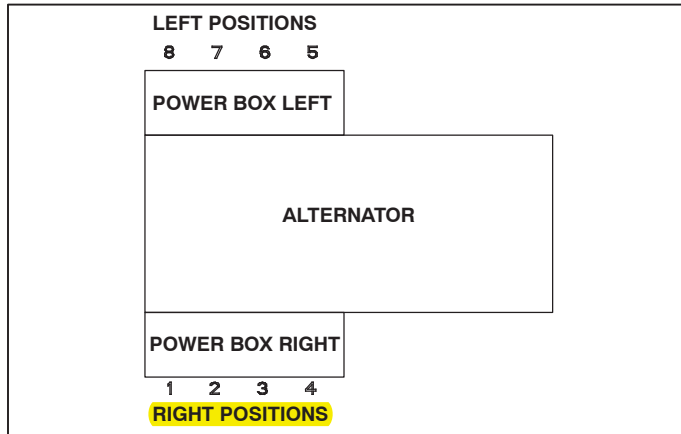 LEFT POSITIONS
8 7 6 5
POWER BOX LEFT
ALTERNATOR
POWER BOX RIGHT
1 2 3 4
RIGHT POSITIONS